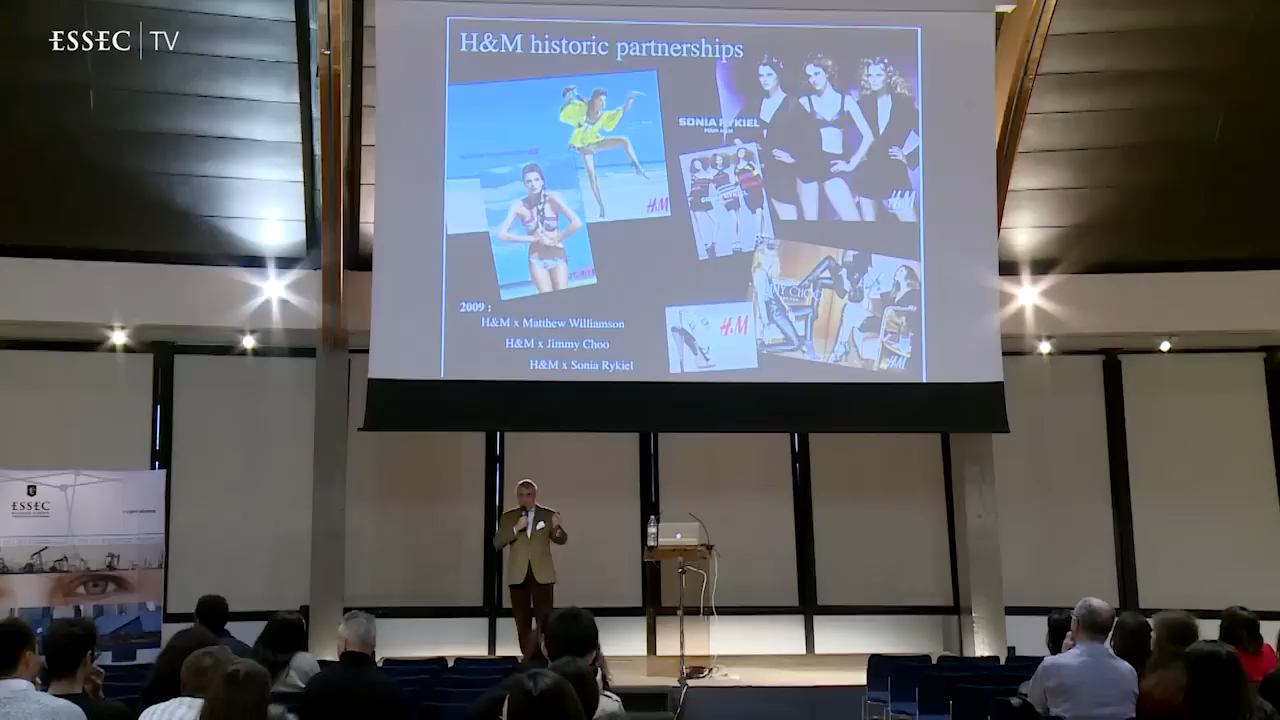 ESSEC TV
H&M historic partnerships
SONIA RYKIEL
H&M
H&M
2009 :
H&M x Matthew Williamson
H&M x Jimmy Choo
H&M x Sonia Rykiel
H&M
H&M
ESSEC